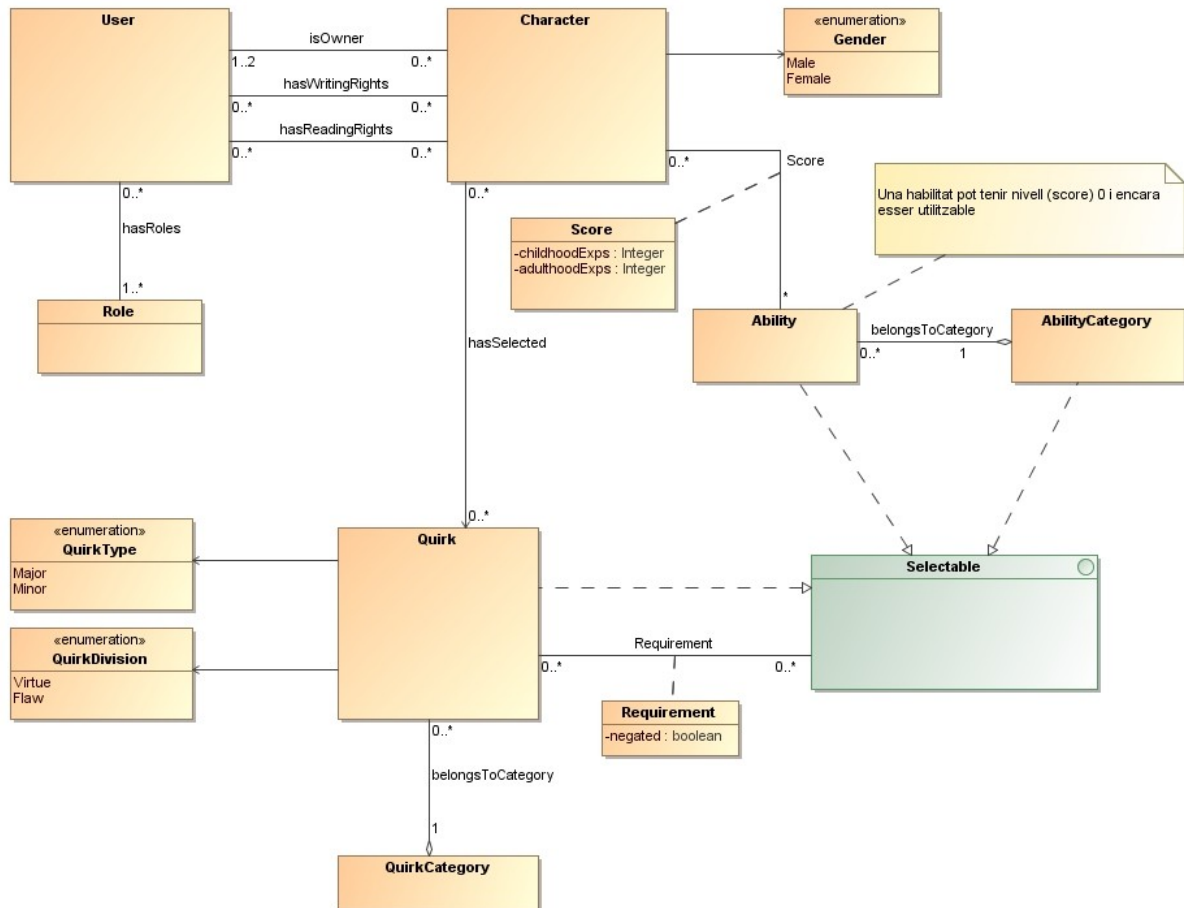 User
isOwner
1..2
0..*
hasWritingRights
0..*
0..*
hasReadingRights
0..*
0..*
Character
«enumeration»
Gender
Male
Female
0..*
hasRoles
1..*
Role
0..*
Score
Score
-childhoodExps : Integer
-adulthoodExps : Integer
*
Una habilitat pot tenir nivell (score) 0 i encara
esser utilitzable
Ability
belongsToCategory
0..*
1
AbilityCategory
0..*
hasSelected
0..*
«enumeration»
QuirkType
Major
Minor
«enumeration»
QuirkDivision
Virtue
Flaw
Quirk
Selectable
Requirement
0..*
0..*
Requirement
-negated : boolean
0..*
belongsToCategory
1
QuirkCategory